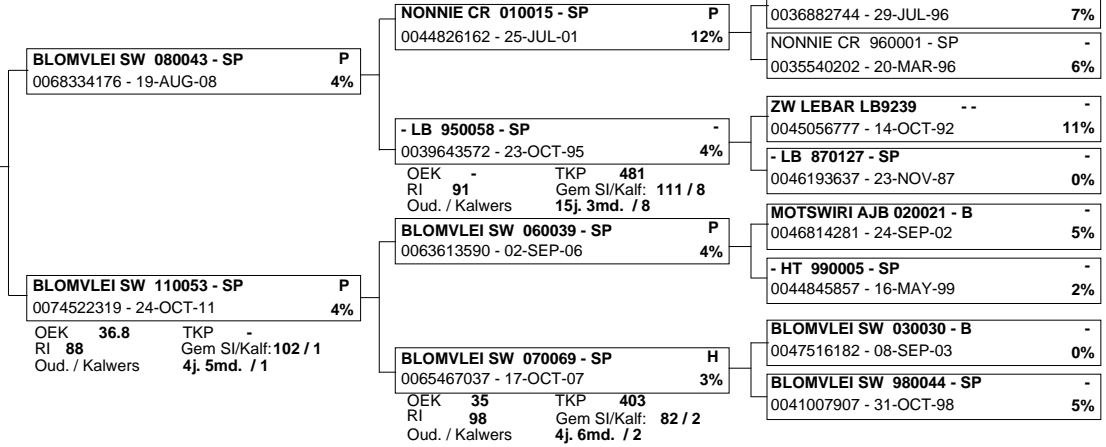 BLOMVLEI SW 080043 - SP P
0068334176 - 19-AUG-08 4%
BLOMVLEI SW 110053 - SP P
0074522319 - 24-OCT-11 4%
OEK 36.8 TKP -
RI 88 Gem SI/Kalf: 102 / 1
Oud. / Kalwers 4j. 5md. / 1
NONNIE CR 010015 - SP P
0044826162 - 25-JUL-01 12%
- LB 950058 - SP -
0039643572 - 23-OCT-95 4%
OEK - TKP 481
RI 91 Gem SI/Kalf: 111 / 8
Oud. / Kalwers 15j. 3md. / 8
BLOMVLEI SW 060039 - SP P
0063613590 - 02-SEP-06 4%
BLOMVLEI SW 070069 - SP H
0065467037 - 17-OCT-07 3%
OEK 35 TKP 403
RI 98 Gem SI/Kalf: 82 / 2
Oud. / Kalwers 4j. 6md. / 2
0036882744 - 29-JUL-96 7%
NONNIE CR 960001 - SP -
0035540202 - 20-MAR-96 6%
ZW LEBAR LB9239 - - -
0045056777 - 14-OCT-92 11%
- LB 870127 - SP -
0046193637 - 23-NOV-87 0%
MOTSWIRI AJB 020021 - B -
0046814281 - 24-SEP-02 5%
- HT 990005 - SP -
0044845857 - 16-MAY-99 2%
BLOMVLEI SW 030030 - B -
0047516182 - 08-SEP-03 0%
BLOMVLEI SW 980044 - SP -
0041007907 - 31-OCT-98 5%